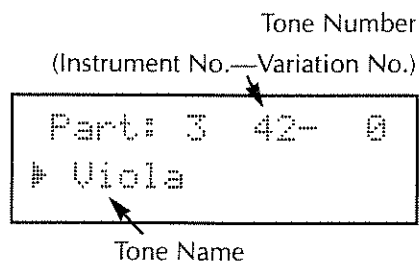 Tone Number
(Instrument No.—Variation No.)
Part: 3 42- 0
Viola
Tone Name